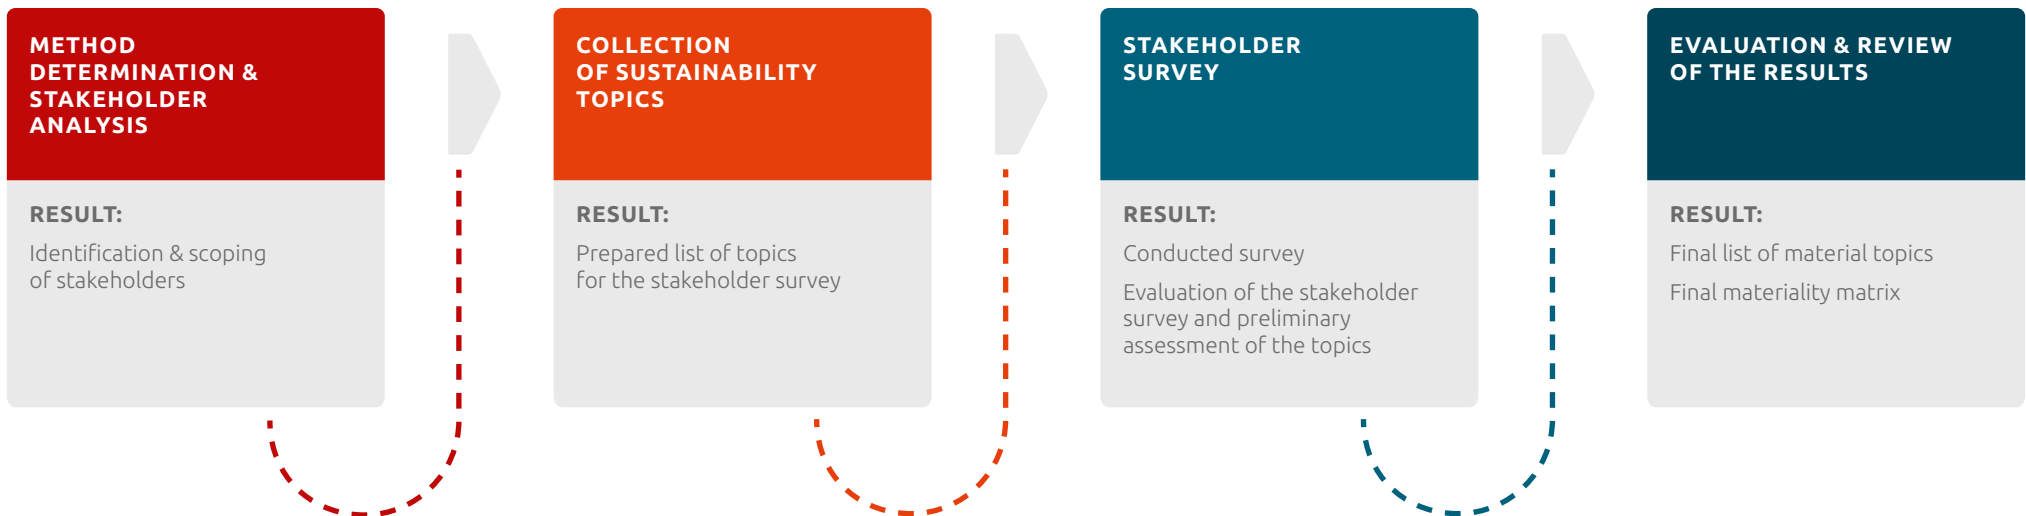 METHOD
DETERMINATION &
STAKEHOLDER
ANALYSIS
RESULT:
Identification & scoping
of stakeholders
COLLECTION
OF SUSTAINABILITY
TOPICS
RESULT:
Prepared list of topics
for the stakeholder survey
STAKEHOLDER
SURVEY
RESULT:
Conducted survey
Evaluation of the stakeholder
survey and preliminary
assessment of the topics
EVALUATION & REVIEW
OF THE RESULTS
RESULT:
Final list of material topics
Final materiality matrix